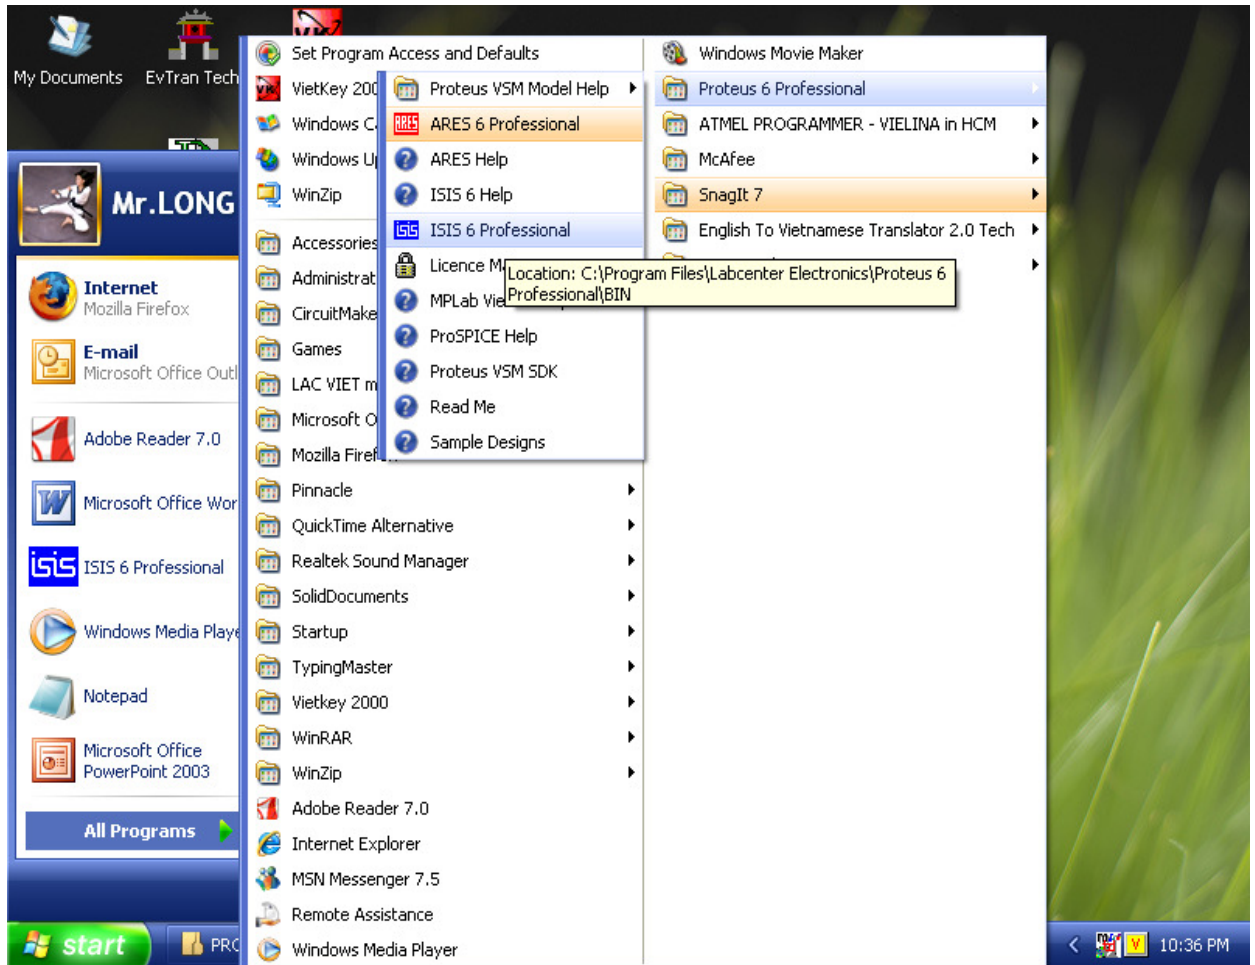 My Documents
EvTran Tech
Mr.LONG
Internet
Mozilla Firefox
E-mail
Microsoft Office Outl
Adobe Reader 7.0
Microsoft Office Wor
isis
ISIS 6 Professional
Windows Media Playe
Notepad
Microsoft Office
PowerPoint 2003
All Programs
start
PRO
Set Program Access and Defaults
VietKey 200
Windows C
Windows Up
WinZip
Accessories
Administrat
CircuitMake
Games
LAC VIET m
Microsoft O
Mozilla Firefox
Pinnacle
QuickTime Alternative
Realtek Sound Manager
SolidDocuments
Startup
TypingMaster
Vietkey 2000
WinRAR
WinZip
Adobe Reader 7.0
Internet Explorer
MSN Messenger 7.5
Remote Assistance
Windows Media Player
Proteus VSM Model Help
ARES
ARES 6 Professional
ARES Help
ISIS 6 Help
isis
ISIS 6 Professional
Licence M
MPLab Vie
ProSPICE Help
Proteus VSM SDK
Read Me
Sample Designs
Location: C:\Program Files\Labcenter Electronics\Proteus 6
Professional\BIN
Windows Movie Maker
Proteus 6 Professional
ATMEL PROGRAMMER - VIELINA in HCM
McAfee
SnagIt 7
English To Vietnamese Translator 2.0 Tech
V
10:36 PM